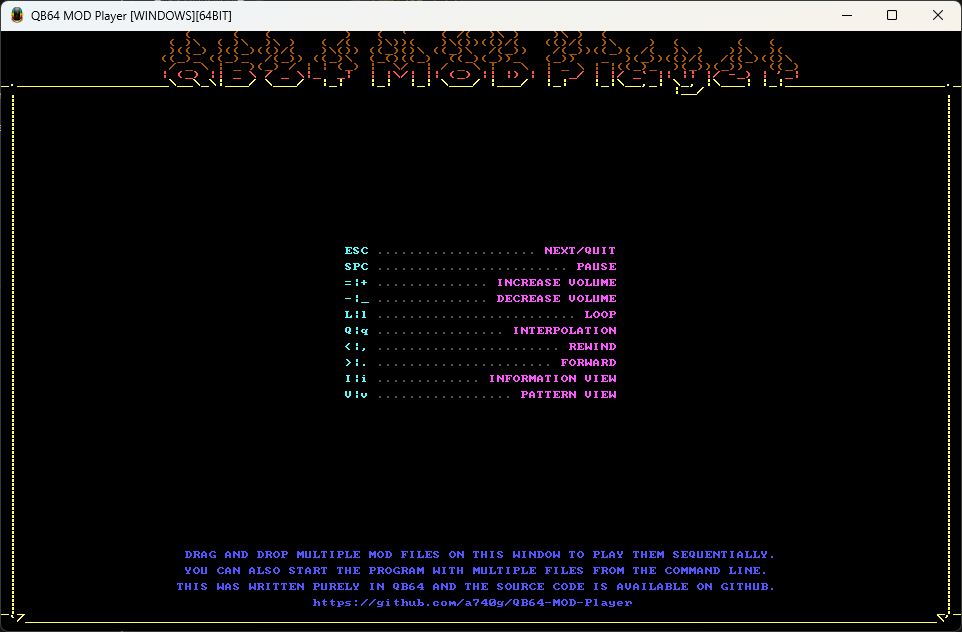 QB64 MOD Player [WINDOWS][64BIT]
QB64 MOD Player
ESC .................... NEXT/QUIT
SPC ........................ PAUSE
=|+ .............. INCREASE VOLUME
-|_ .............. DECREASE VOLUME
L|l ......................... LOOP
Q|q ................ INTERPOLATION
<|, ....................... REWIND
>|. ...................... FORWARD
I|i ............. INFORMATION VIEW
V|v ................. PATTERN VIEW
DRAG AND DROP MULTIPLE MOD FILES ON THIS WINDOW TO PLAY THEM SEQUENTIALLY.
YOU CAN ALSO START THE PROGRAM WITH MULTIPLE FILES FROM THE COMMAND LINE.
THIS WAS WRITTEN PURELY IN QB64 AND THE SOURCE CODE IS AVAILABLE ON GITHUB.
https://github.com/a740g/QB64-MOD-Player